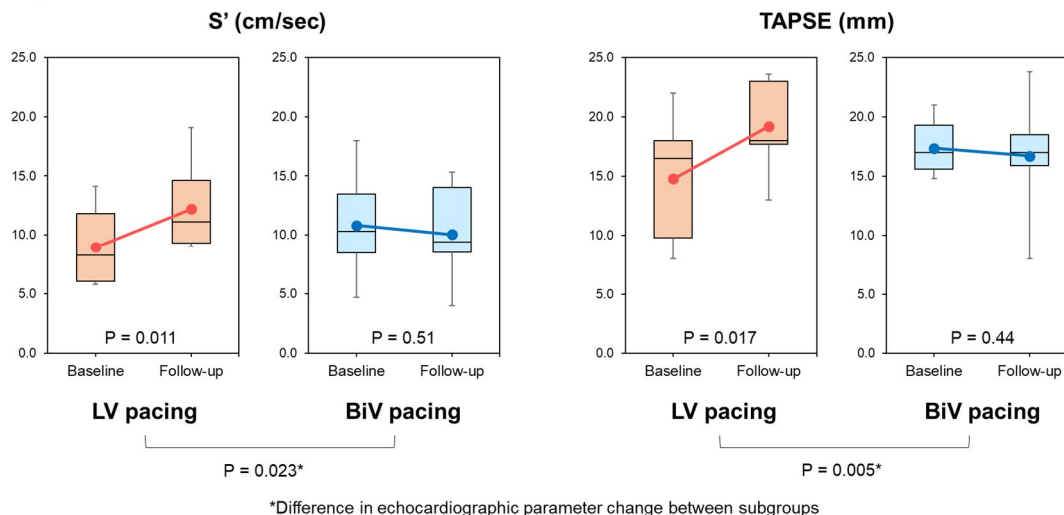 S’ (cm/sec)
TAPSE (mm)
25.0
20.0
15.0
10.0
5.0
0.0
P = 0.011
Baseline
Follow-up
LV pacing
25.0
20.0
15.0
10.0
5.0
0.0
P = 0.51
Baseline
Follow-up
BiV pacing
P = 0.023*
25.0
20.0
15.0
10.0
5.0
0.0
P = 0.017
Baseline
Follow-up
LV pacing
25.0
20.0
15.0
10.0
5.0
0.0
P = 0.44
Baseline
Follow-up
BiV pacing
P = 0.005*
*Difference in echocardiographic parameter change between subgroups